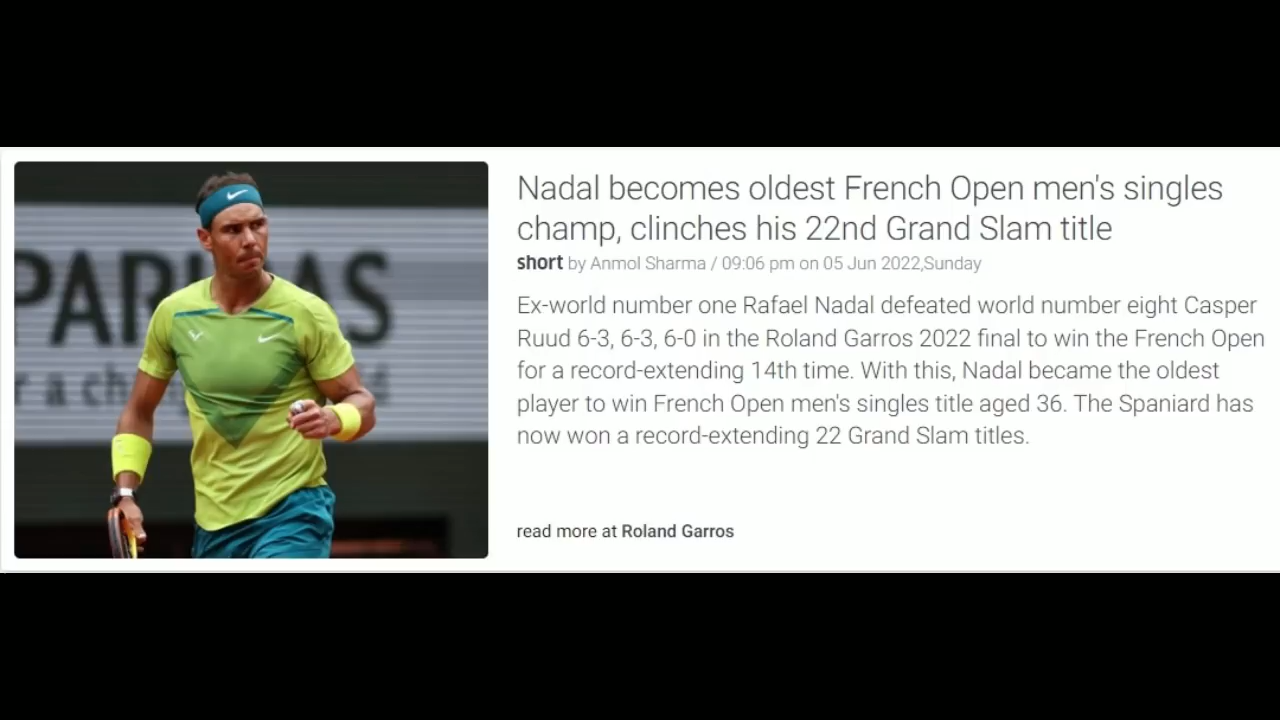 PARIBAS
r a chang d
Nadal becomes oldest French Open men's singles
champ, clinches his 22nd Grand Slam title
short by Anmol Sharma / 09:06 pm on 05 Jun 2022,Sunday
Ex-world number one Rafael Nadal defeated world number eight Casper
Ruud 6-3, 6-3, 6-0 in the Roland Garros 2022 final to win the French Open
for a record-extending 14th time. With this, Nadal became the oldest
player to win French Open men's singles title aged 36. The Spaniard has
now won a record-extending 22 Grand Slam titles.
read more at Roland Garros